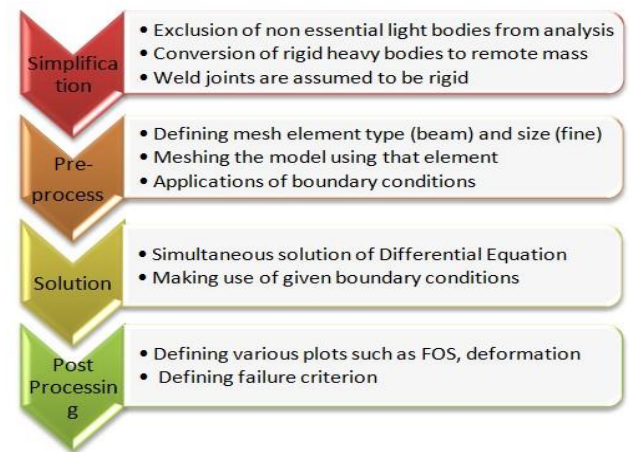 Simplifica
tion
• Exclusion of non essential light bodies from analysis
• Conversion of rigid heavy bodies to remote mass
• Weld joints are assumed to be rigid
Pre-
process
• Defining mesh element type (beam) and size (fine)
• Meshing the model using that element
• Applications of boundary conditions
Solution
• Simultaneous solution of Differential Equation
• Making use of given boundary conditions
Post
Processin
g
• Defining various plots such as FOS, deformation
• Defining failure criterion